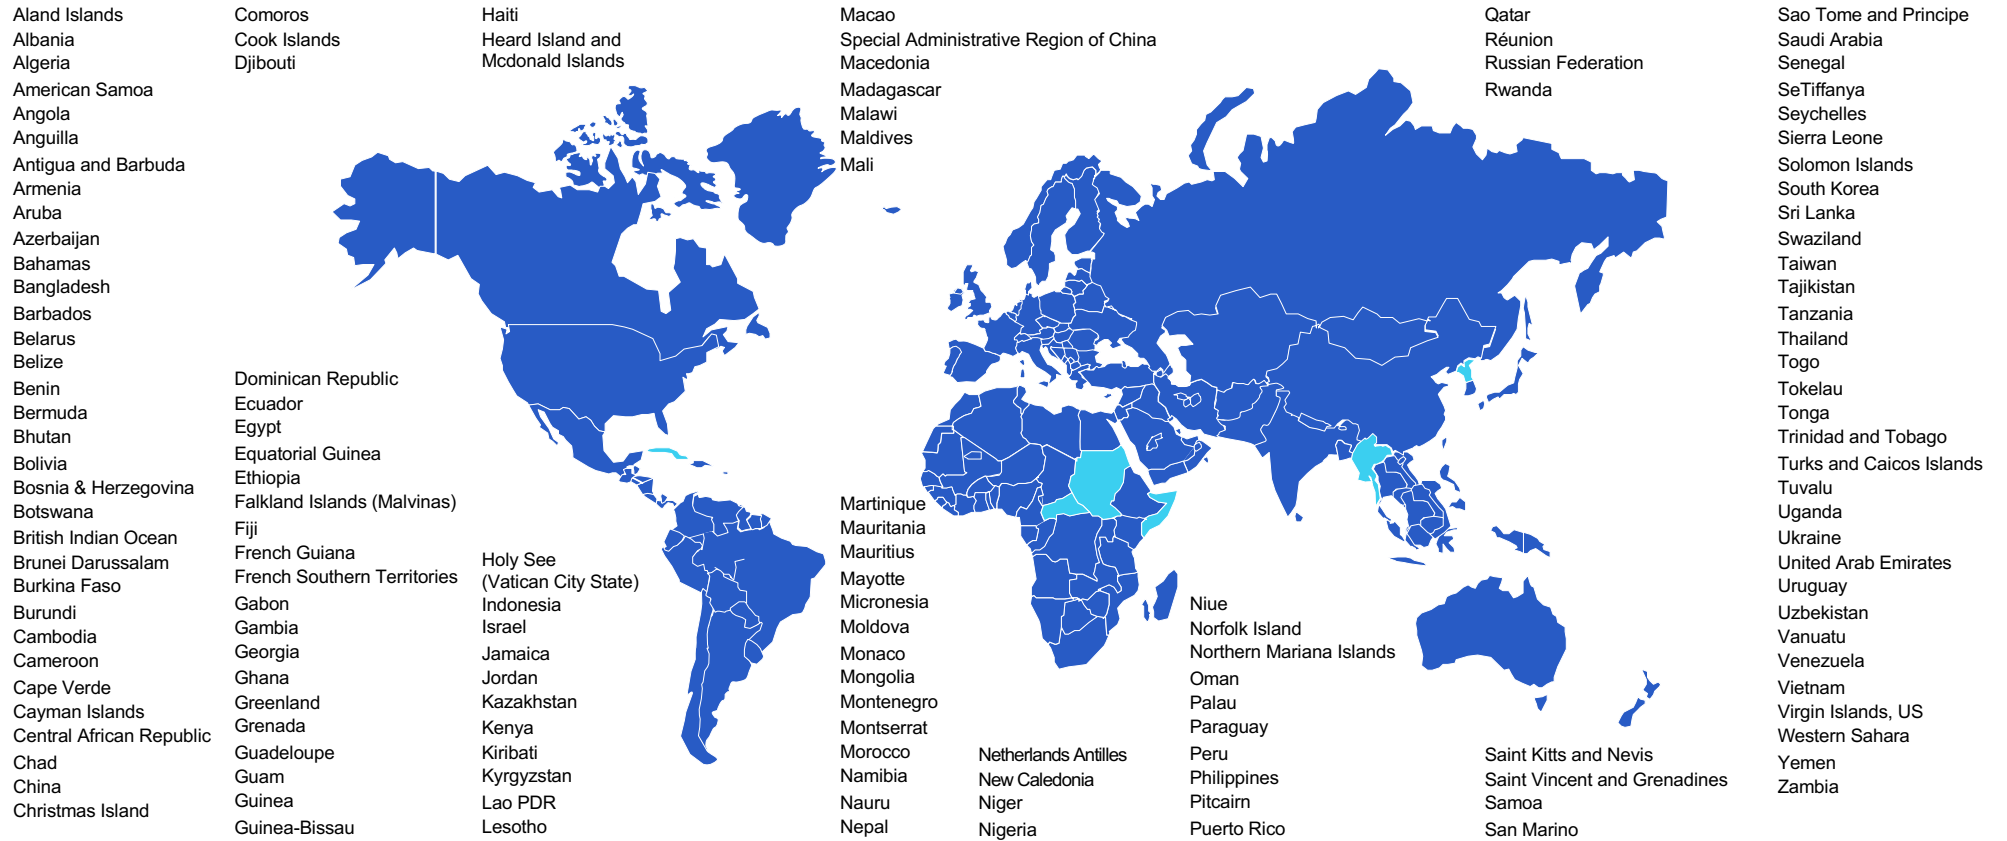 Aland Islands
Albania
Algeria
American Samoa
Angola
Anguilla
Antigua and Barbuda
Armenia
Aruba
Azerbaijan
Bahamas
Bangladesh
Barbados
Belarus
Belize
Benin
Bermuda
Bhutan
Bolivia
Bosnia & Herzegovina
Botswana
British Indian Ocean
Brunei Darussalam
Burkina Faso
Burundi
Cambodia
Cameroon
Cape Verde
Cayman Islands
Central African Republic
Chad
China
Christmas Island
Comoros
Cook Islands
Djibouti
Dominican Republic
Ecuador
Egypt
Equatorial Guinea
Ethiopia
Falkland Islands (Malvinas)
Fiji
French Guiana
French Southern Territories
Gabon
Gambia
Georgia
Ghana
Greenland
Grenada
Guadeloupe
Guam
Guinea
Guinea-Bissau
Haiti
Heard Island and
Mcdonald Islands
Holy See
(Vatican City State)
Indonesia
Israel
Jamaica
Jordan
Kazakhstan
Kenya
Kiribati
Kyrgyzstan
Lao PDR
Lesotho
Macao
Special Administrative Region of China
Macedonia
Madagascar
Malawi
Maldives
Mali
Martinique
Mauritania
Mauritius
Mayotte
Micronesia
Moldova
Monaco
Mongolia
Montenegro
Montserrat
Morocco
Namibia
Nauru
Nepal
Netherlands Antilles
New Caledonia
Niger
Nigeria
Niue
Norfolk Island
Northern Mariana Islands
Oman
Palau
Paraguay
Peru
Philippines
Pitcairn
Puerto Rico
Qatar
Réunion
Russian Federation
Rwanda
Saint Kitts and Nevis
Saint Vincent and Grenadines
Samoa
San Marino
Sao Tome and Principe
Saudi Arabia
Senegal
SeTiffanya
Seychelles
Sierra Leone
Solomon Islands
South Korea
Sri Lanka
Swaziland
Taiwan
Tajikistan
Tanzania
Thailand
Togo
Tokelau
Tonga
Trinidad and Tobago
Turks and Caicos Islands
Tuvalu
Uganda
Ukraine
United Arab Emirates
Uruguay
Uzbekistan
Vanuatu
Venezuela
Vietnam
Virgin Islands, US
Western Sahara
Yemen
Zambia